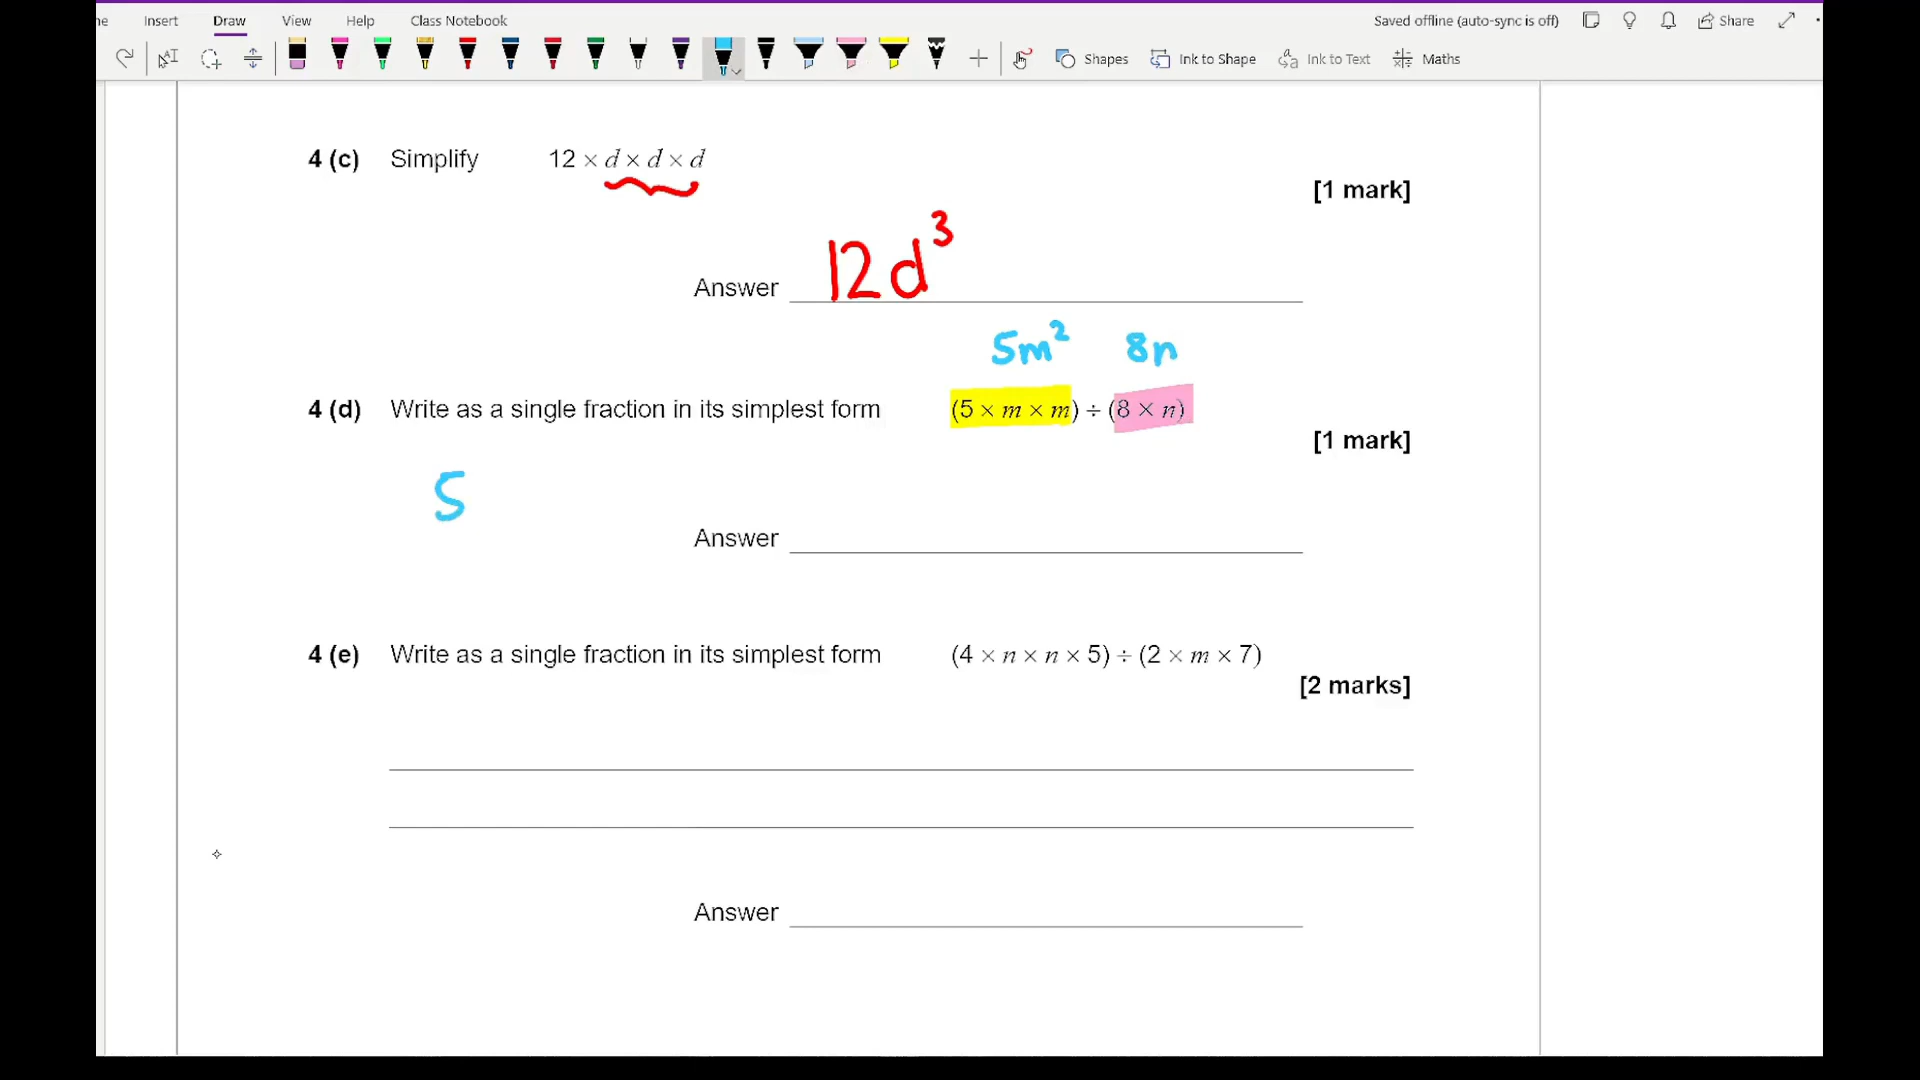 ne Insert Draw View Help Class Notebook Saved offline (auto-sync is off) Share
Shapes Ink to Shape Ink to Text Maths
4 (c) Simplify 12 × d × d × d
[1 mark]
Answer 12d³
5m² 8n
4 (d) Write as a single fraction in its simplest form (5 × m × m) ÷ (8 × n)
[1 mark]
5
Answer
4 (e) Write as a single fraction in its simplest form (4 × n × n × 5) ÷ (2 × m × 7)
[2 marks]
Answer